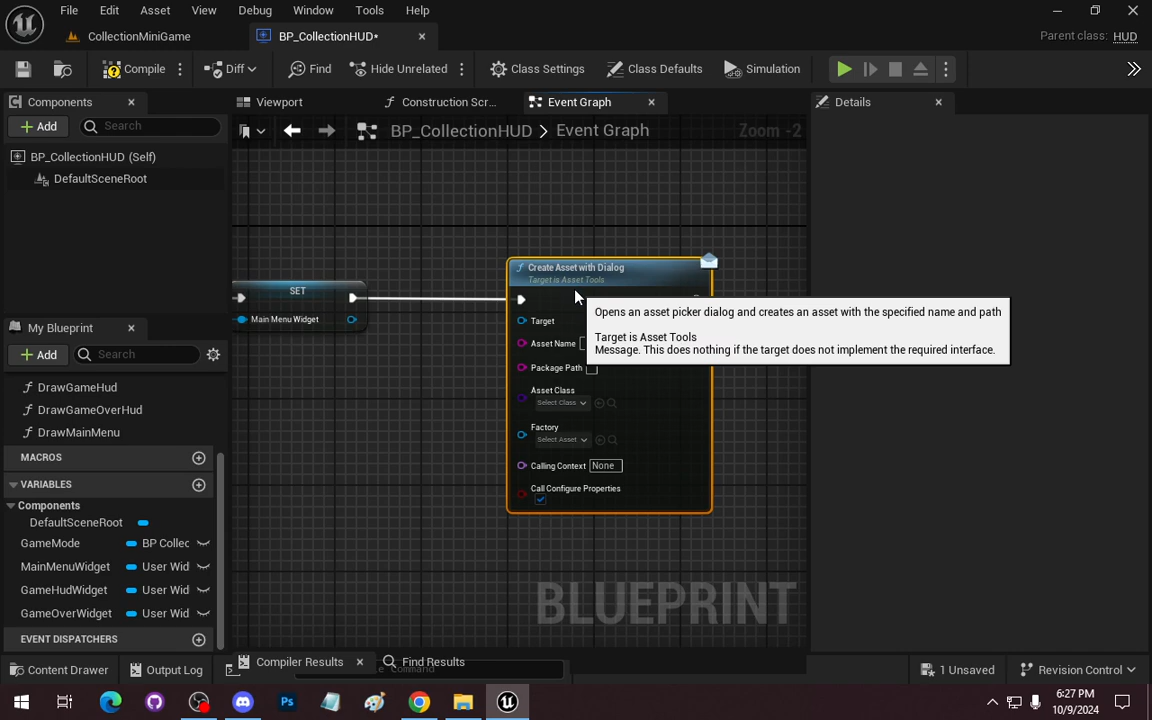 File Edit Asset View Debug Window Tools Help
CollectionMiniGame
BP_CollectionHUD*
Parent class: HUD
Compile
Diff
Find
Hide Unrelated
Class Settings
Class Defaults
Simulation
Components
Add
Search
BP_CollectionHUD (Self)
DefaultSceneRoot
Viewport
Construction Scr...
Event Graph
BP_CollectionHUD > Event Graph
Zoom -2
Details
SET
Main Menu Widget
Create Asset with Dialog
Target is Asset Tools
Target
Asset Name
Package Path
Asset Class
Select Class
Factory
Select Asset
Calling Context None
Call Configure Properties
Opens an asset picker dialog and creates an asset with the specified name and path
Target is Asset Tools
Message. This does nothing if the target does not implement the required interface.
BLUEPRINT
My Blueprint
Add
Search
DrawGameHud
DrawGameOverHud
DrawMainMenu
MACROS
VARIABLES
Components
DefaultSceneRoot
GameMode BP Collec
MainMenuWidget User Wid
GameHudWidget User Wid
GameOverWidget User Wid
EVENT DISPATCHERS
Compiler Results
Find Results
Content Drawer
Output Log
1 Unsaved
Revision Control
Ps
6:27 PM
10/9/2024